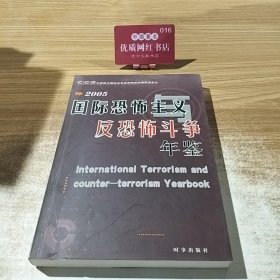 016
优质网红书店
2005
国际恐怖主义
与
反恐怖斗争
年鉴
International Terrorism and
counter-terrorism Yearbook
时事出版社